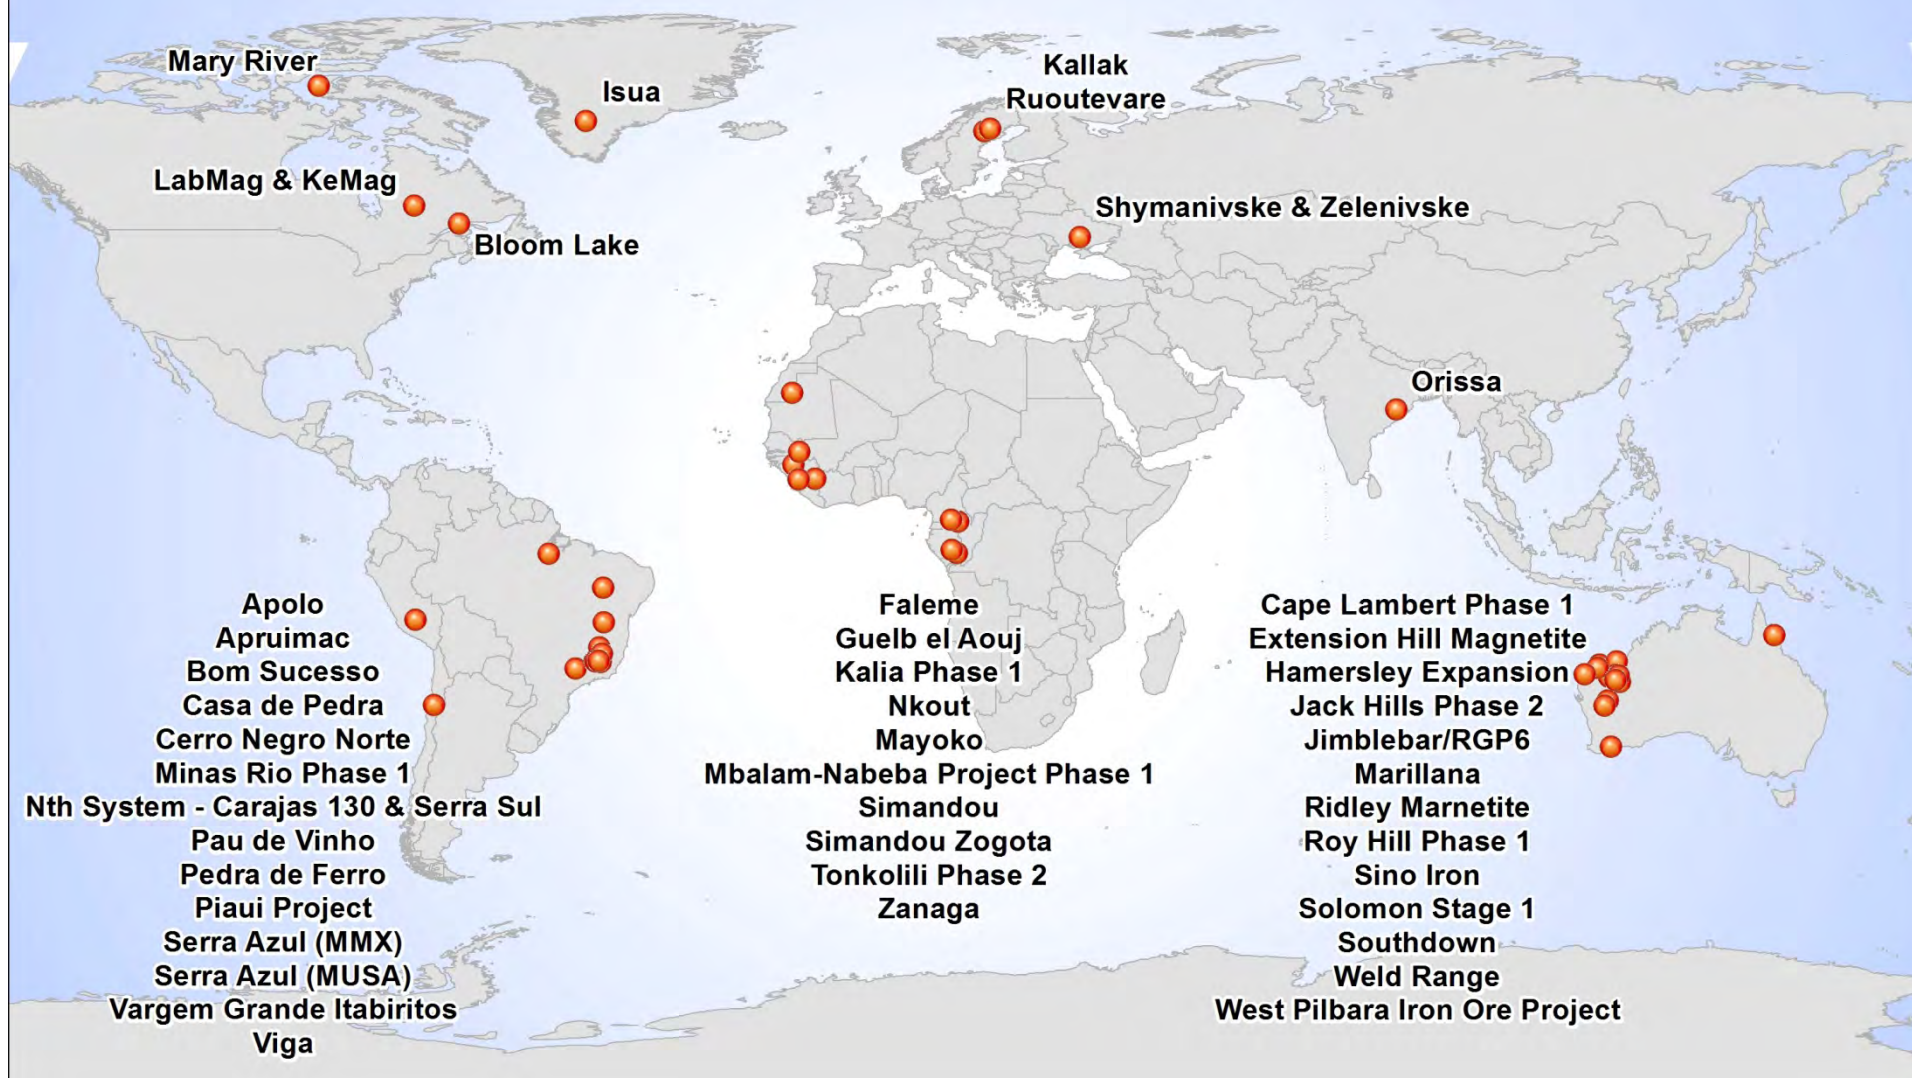 Mary River
Isua
Kallak
Ruoutevare
LabMag & KeMag
Bloom Lake
Shymanivske & Zelenivske
Orissa
Apolo
Apruimac
Bom Sucesso
Casa de Pedra
Cerro Negro Norte
Minas Rio Phase 1
Nth System - Carajas 130 & Serra Sul
Pau de Vinho
Pedra de Ferro
Piaui Project
Serra Azul (MMX)
Serra Azul (MUSA)
Vargem Grande Itabiritos
Viga
Faleme
Guelb el Aouj
Kalia Phase 1
Nkout
Mayoko
Mbalam-Nabeba Project Phase 1
Simandou
Simandou Zogota
Tonkolili Phase 2
Zanaga
Cape Lambert Phase 1
Extension Hill Magnetite
Hamersley Expansion
Jack Hills Phase 2
Jimblebar/RGP6
Marillana
Ridley Marnetite
Roy Hill Phase 1
Sino Iron
Solomon Stage 1
Southdown
Weld Range
West Pilbara Iron Ore Project